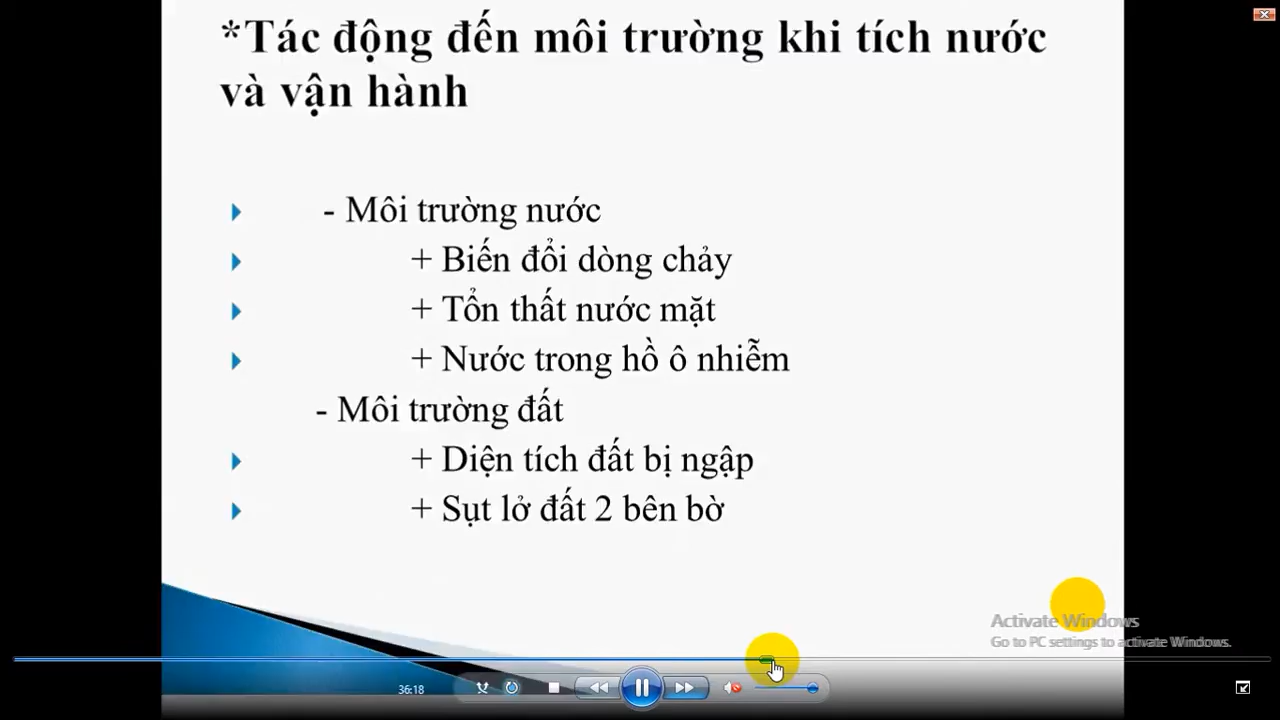 *Tác động đến môi trường khi tích nước
và vận hành
- Môi trường nước
+ Biến đổi dòng chảy
+ Tổn thất nước mặt
+ Nước trong hồ ô nhiễm
- Môi trường đất
+ Diện tích đất bị ngập
+ Sụt lở đất 2 bên bờ
Activate Windows
Go to PC settings to activate Windows.
36:18